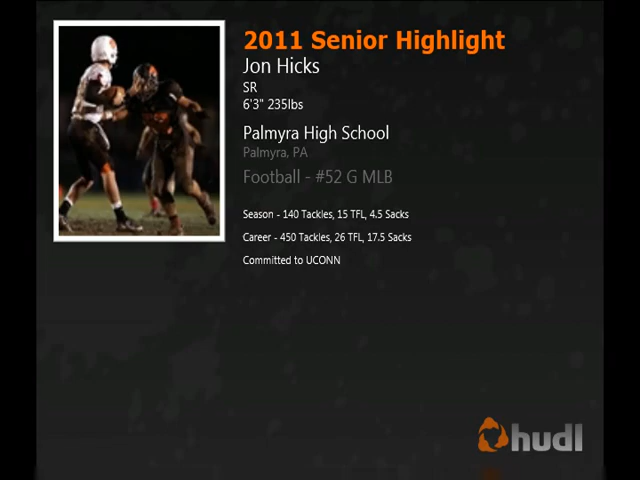 2011 Senior Highlight
Jon Hicks
SR
6'3" 235lbs
Palmyra High School
Palmyra, PA
Football - #52 G MLB
Season - 140 Tackles, 15 TFL, 4.5 Sacks
Career - 450 Tackles, 26 TFL, 17.5 Sacks
Committed to UCONN
hudl